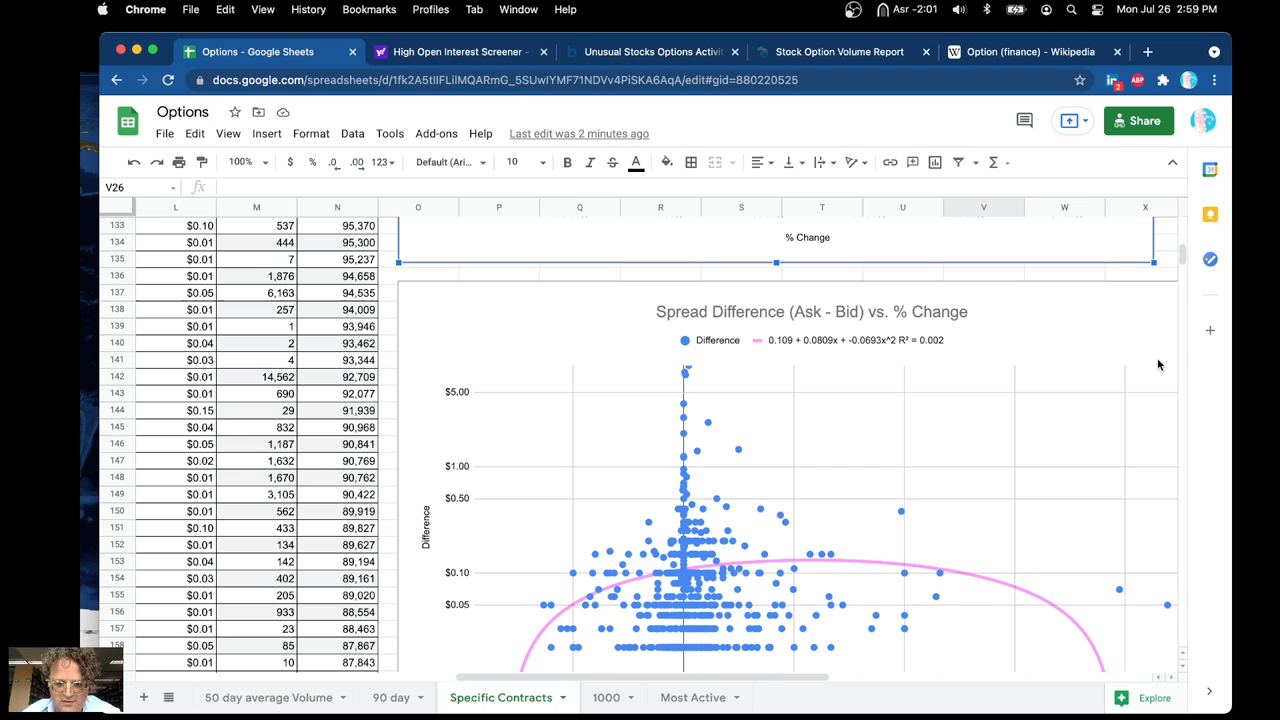 Chrome File Edit View History Bookmarks Profiles Tab Window Help Asr -2:01 Mon Jul 26 2:59 PM
Options - Google Sheets × High Open Interest Screener - × Unusual Stocks Options Activit × Stock Option Volume Report × Option (finance) - Wikipedia × +
docs.google.com/spreadsheets/d/1fk2A5tIIFLilMQARmG_5SUwIYMF71NDVv4PiSKA6AqA/edit#gid=880220525 2 ABP
Options
File Edit View Insert Format Data Tools Add-ons Help Last edit was 2 minutes ago
Share
100% $ % .0 .00 123 Default (Ari... 10 B I S A Σ
V26 fx
L M N O P Q R S T U V W X
133 $0.10 537 95,370
134 $0.01 444 95,300
135 $0.01 7 95,237
136 $0.01 1,876 94,658
137 $0.05 6,163 94,535
138 $0.01 257 94,009
139 $0.01 1 93,946
140 $0.04 2 93,462
141 $0.03 4 93,344
142 $0.01 14,562 92,709
143 $0.01 690 92,077
144 $0.15 29 91,939
145 $0.04 832 90,968
146 $0.05 1,187 90,841
147 $0.02 1,632 90,769
148 $0.01 1,670 90,762
149 $0.01 3,105 90,422
150 $0.01 562 89,919
151 $0.10 433 89,827
152 $0.01 134 89,627
153 $0.04 142 89,194
154 $0.03 402 89,161
155 $0.01 205 89,020
156 $0.01 933 88,554
157 $0.01 23 88,463
158 $0.05 85 87,867
$0.01 10 87,843
% Change
Spread Difference (Ask - Bid) vs. % Change
Difference 0.109 + 0.0809x + -0.0693x^2 R² = 0.002
$5.00
$1.00
$0.50
$0.10
$0.05
Difference
+ 50 day average Volume 90 day Specific Contracts 1000 Most Active Explore
31